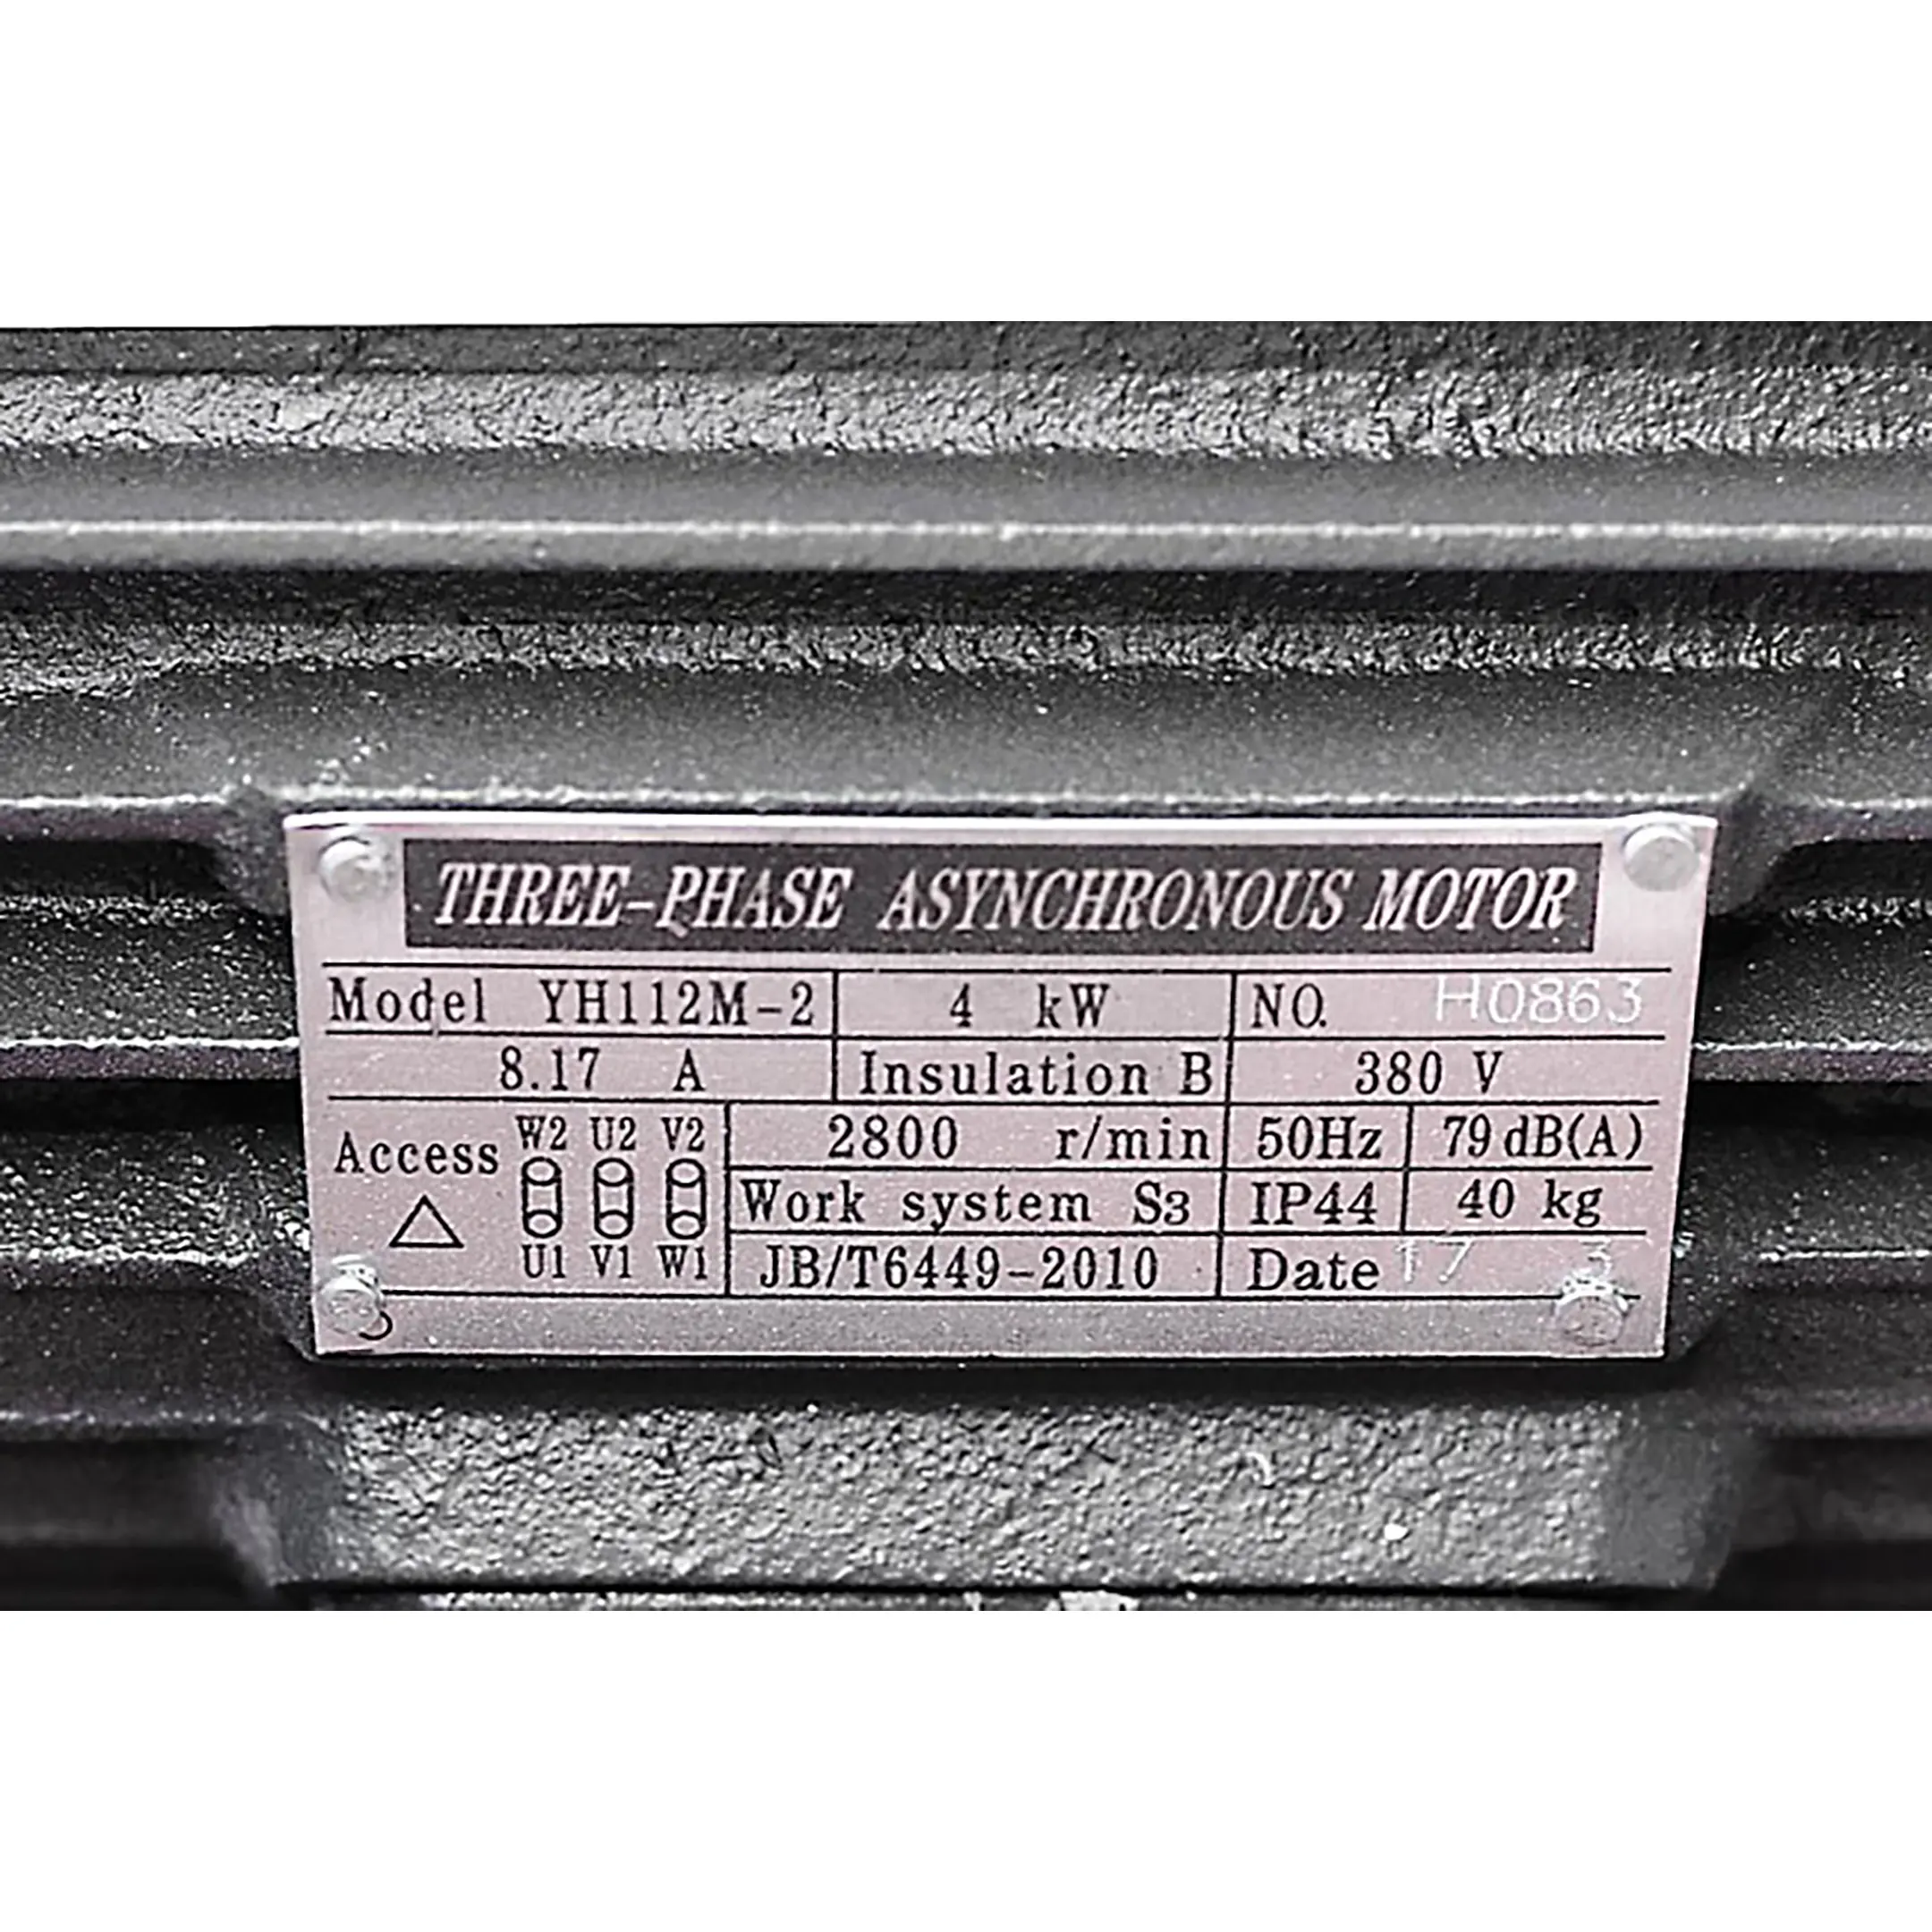 THREE-PHASE ASYNCHRONOUS MOTOR
Model YH112M-2 4 kW NO. H0863
8.17 A Insulation B 380 V
Access W2 U2 V2 2800 r/min 50Hz 79 dB(A)
△ Work system S3 IP44 40 kg
U1 V1 W1 JB/T6449-2010 Date 17 3